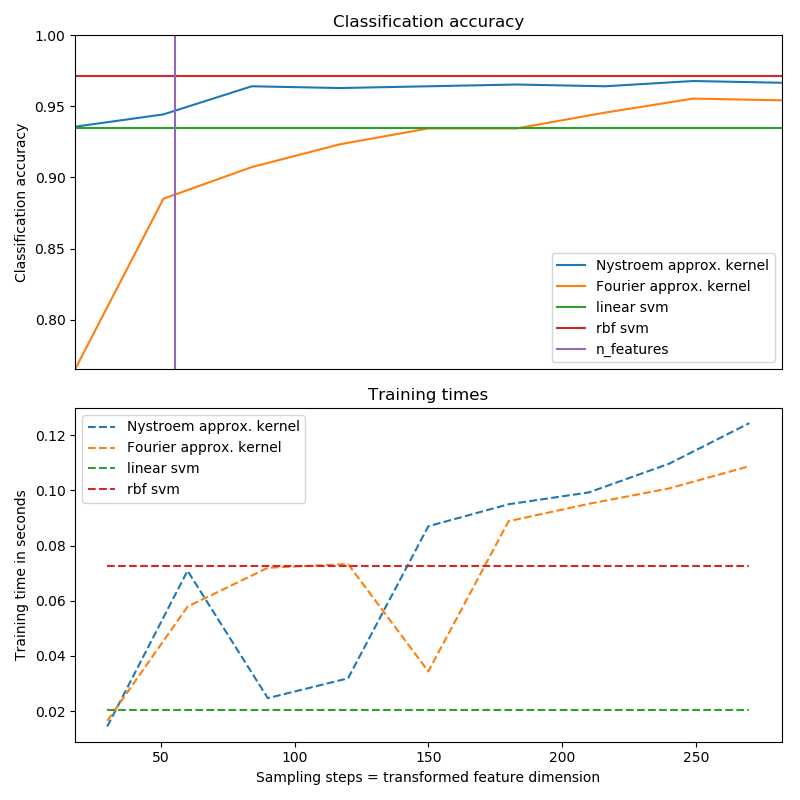 Classification accuracy
1.00
0.95
0.90
0.85
0.80
Classification accuracy
Nystroem approx. kernel
Fourier approx. kernel
linear svm
rbf svm
n_features
Training times
0.12
0.10
0.08
0.06
0.04
0.02
Training time in seconds
Nystroem approx. kernel
Fourier approx. kernel
linear svm
rbf svm
50 100 150 200 250
Sampling steps = transformed feature dimension